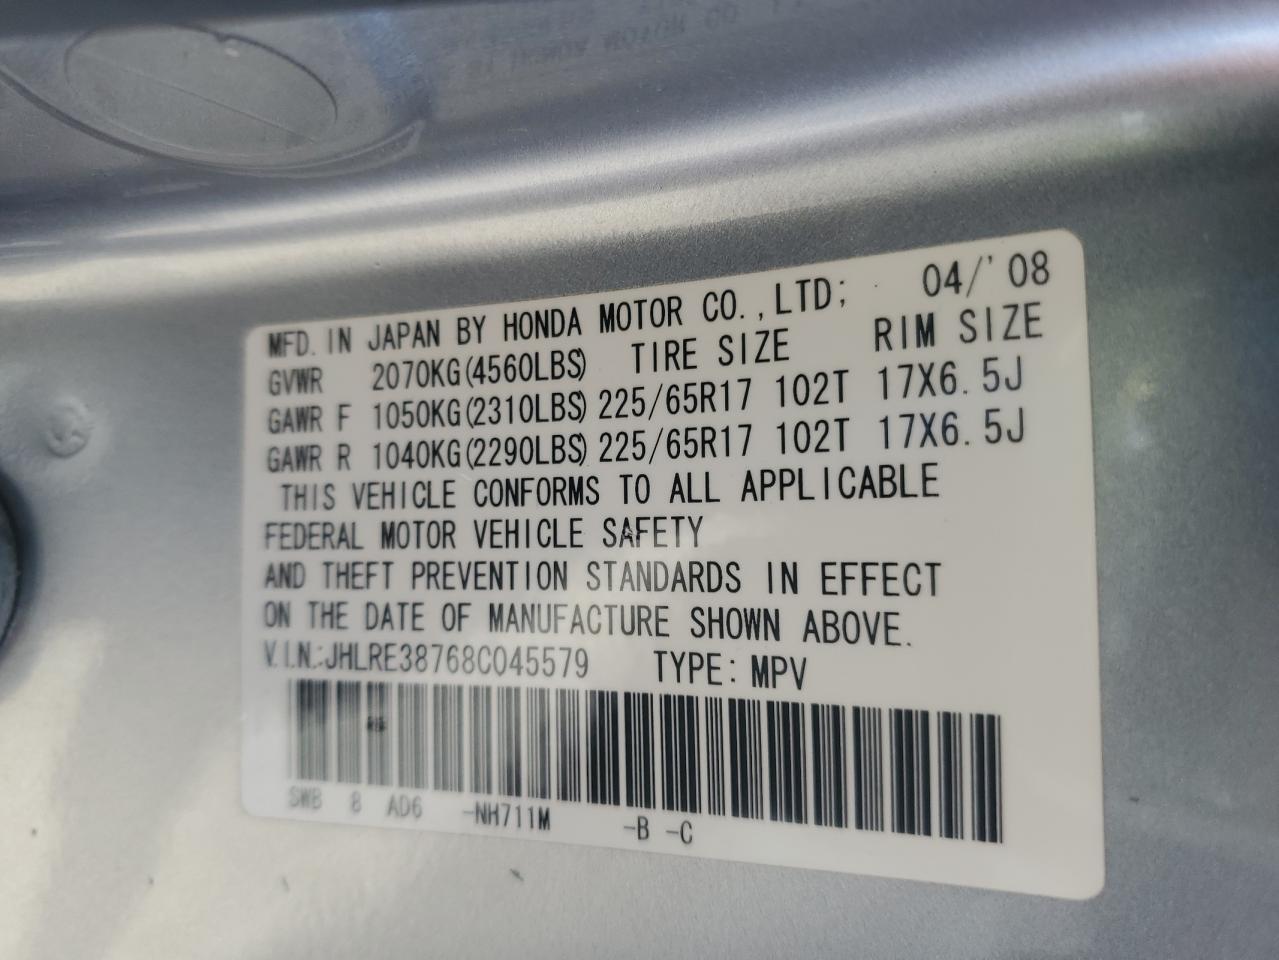 MFD. IN JAPAN BY HONDA MOTOR CO.,LTD; 04/'08
GVWR 2070KG(4560LBS) TIRE SIZE RIM SIZE
GAWR F 1050KG(2310LBS) 225/65R17 102T 17X6.5J
GAWR R 1040KG(2290LBS) 225/65R17 102T 17X6.5J
THIS VEHICLE CONFORMS TO ALL APPLICABLE
FEDERAL MOTOR VEHICLE SAFETY
AND THEFT PREVENTION STANDARDS IN EFFECT
ON THE DATE OF MANUFACTURE SHOWN ABOVE.
V.I.N.:JHLRE38768C045579 TYPE: MPV
SWB 8 AD6 -NH711M -B -C